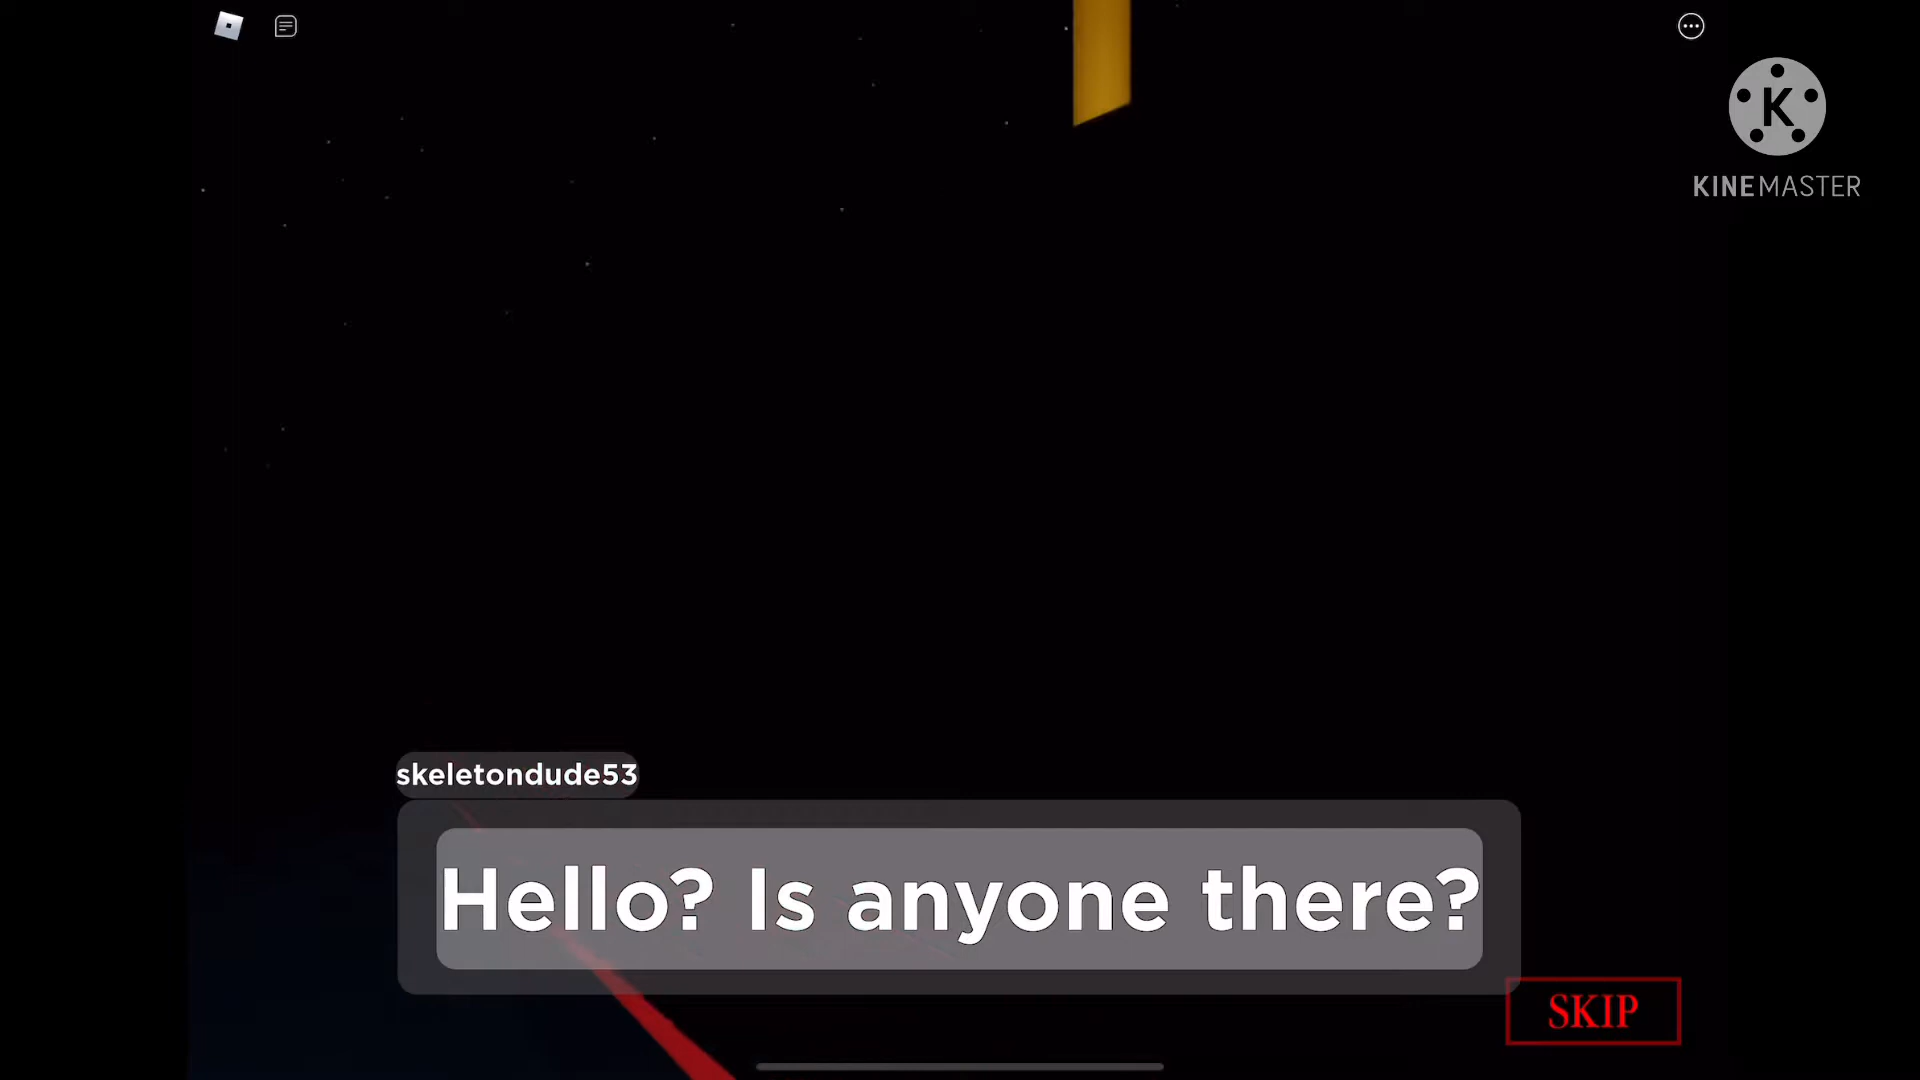 K
KINEMASTER
skeletondude53
Hello? Is anyone there?
SKIP